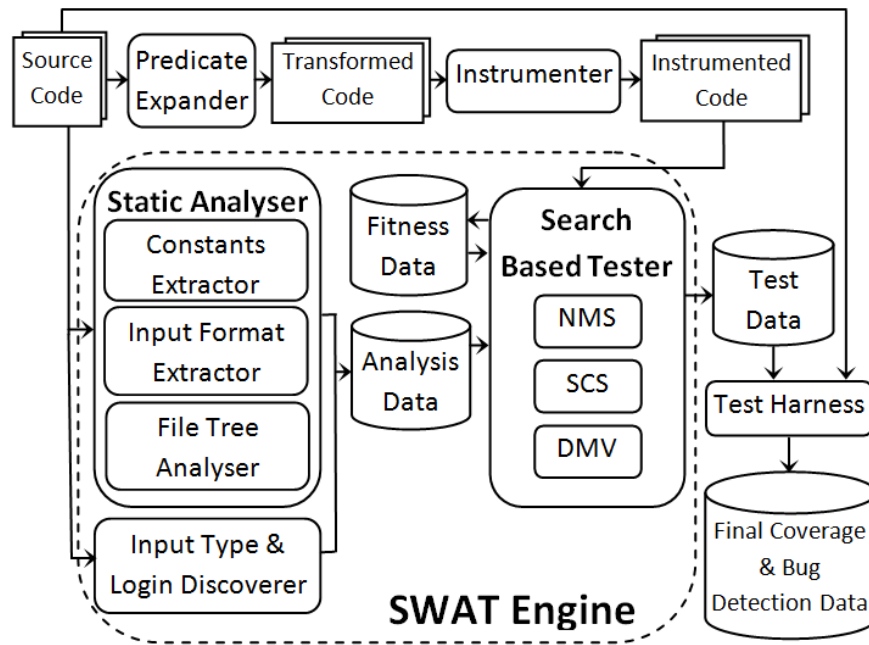 Source
Code
Predicate
Expander
Transformed
Code
Instrumenter
Instrumented
Code
Static Analyser
Constants
Extractor
Input Format
Extractor
File Tree
Analyser
Input Type &
Login Discoverer
Fitness
Data
Analysis
Data
Search
Based Tester
NMS
SCS
DMV
Test
Data
Test Harness
Final Coverage
& Bug
Detection Data
SWAT Engine